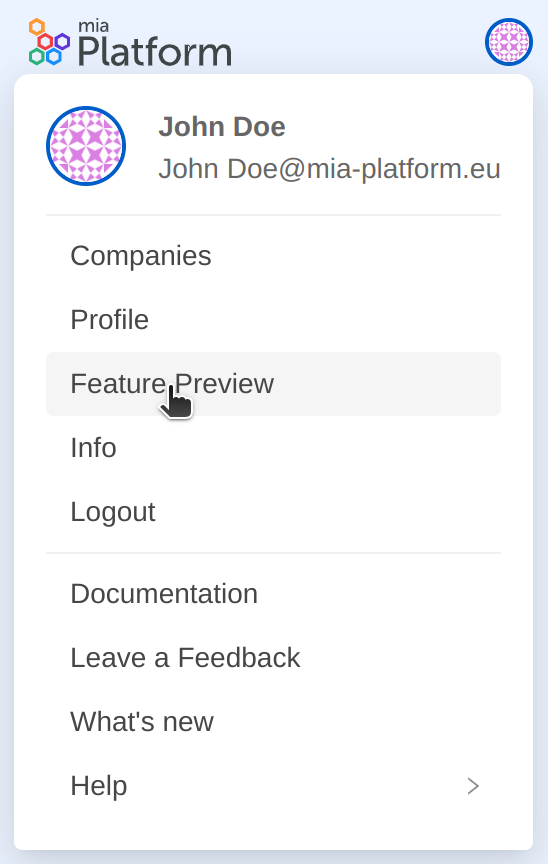 mia
Platform
John Doe
John Doe@mia-platform.eu
Companies
Profile
Feature Preview
Info
Logout
Documentation
Leave a Feedback
What's new
Help